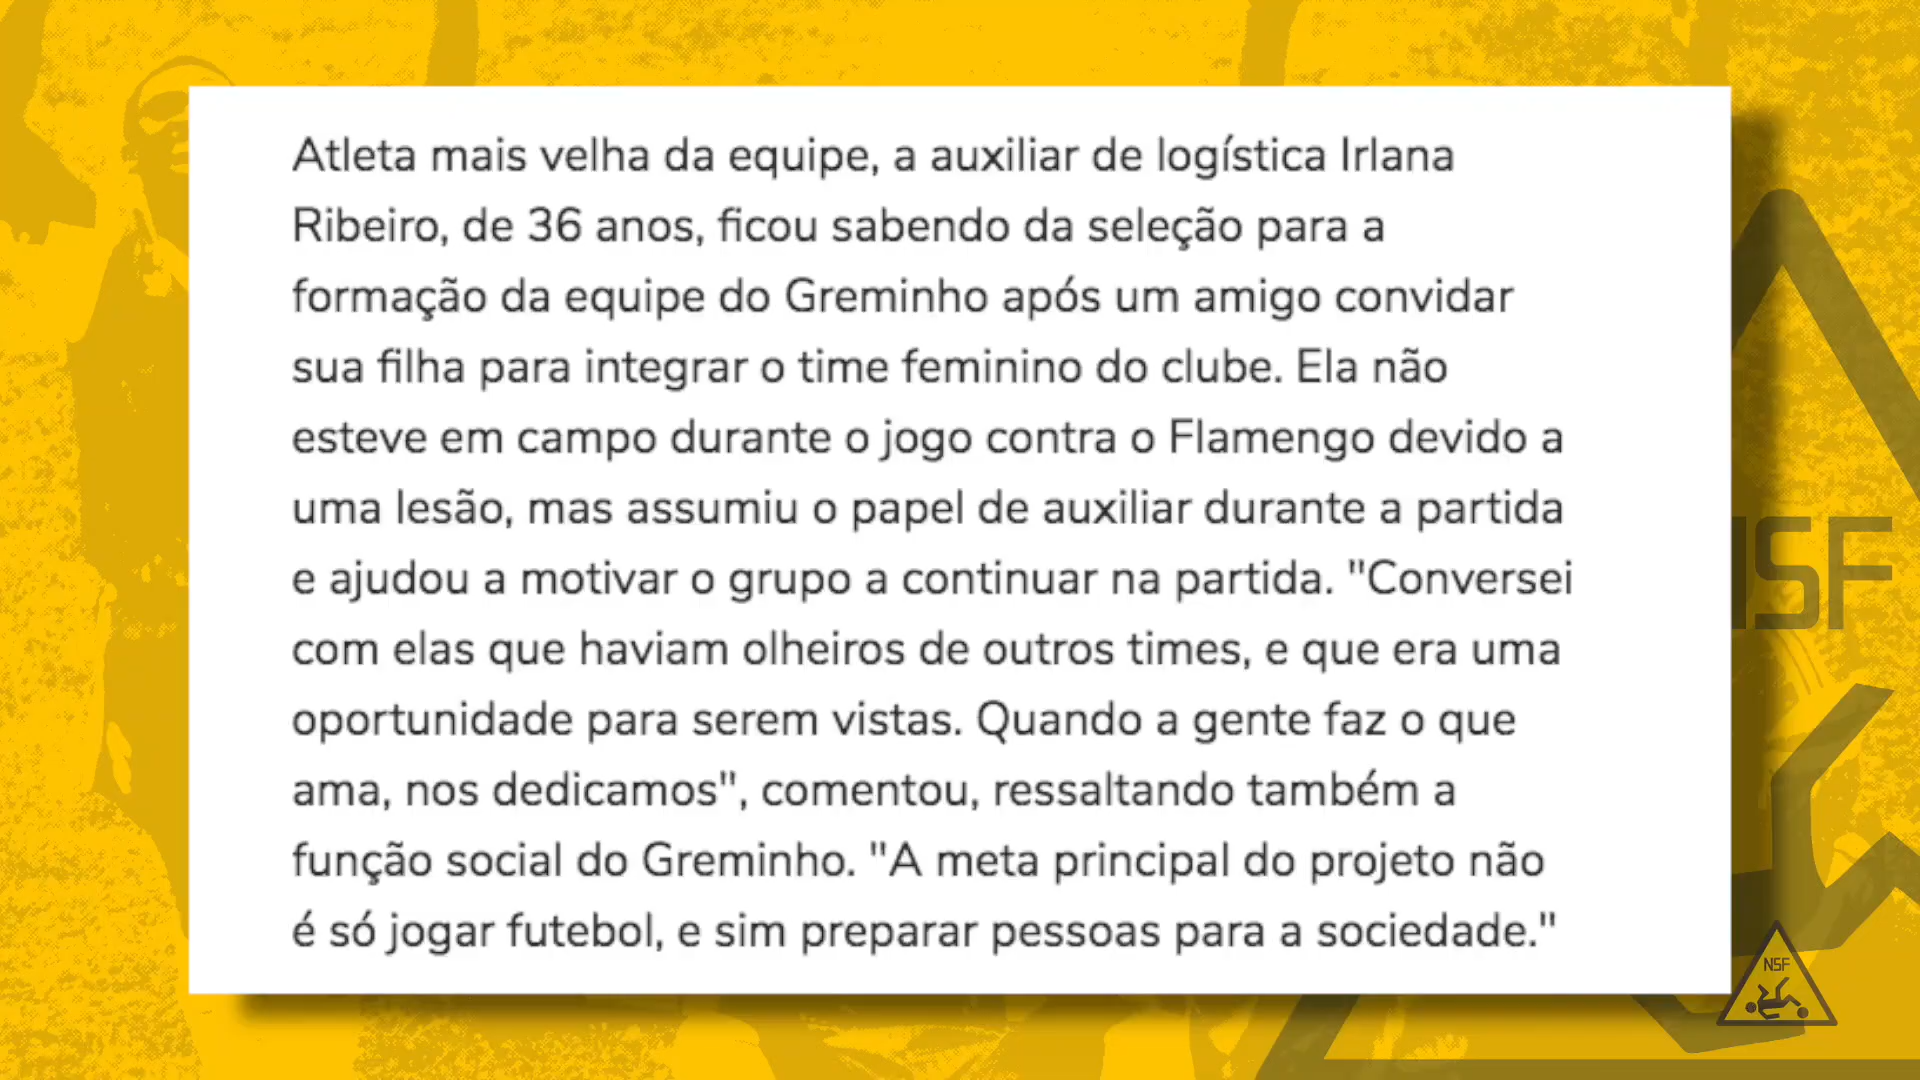 Atleta mais velha da equipe, a auxiliar de logística Irlana
Ribeiro, de 36 anos, ficou sabendo da seleção para a
formação da equipe do Greminho após um amigo convidar
sua filha para integrar o time feminino do clube. Ela não
esteve em campo durante o jogo contra o Flamengo devido a
uma lesão, mas assumiu o papel de auxiliar durante a partida
e ajudou a motivar o grupo a continuar na partida. "Conversei
com elas que haviam olheiros de outros times, e que era uma
oportunidade para serem vistas. Quando a gente faz o que
ama, nos dedicamos", comentou, ressaltando também a
função social do Greminho. "A meta principal do projeto não
é só jogar futebol, e sim preparar pessoas para a sociedade."
NSF
NSF